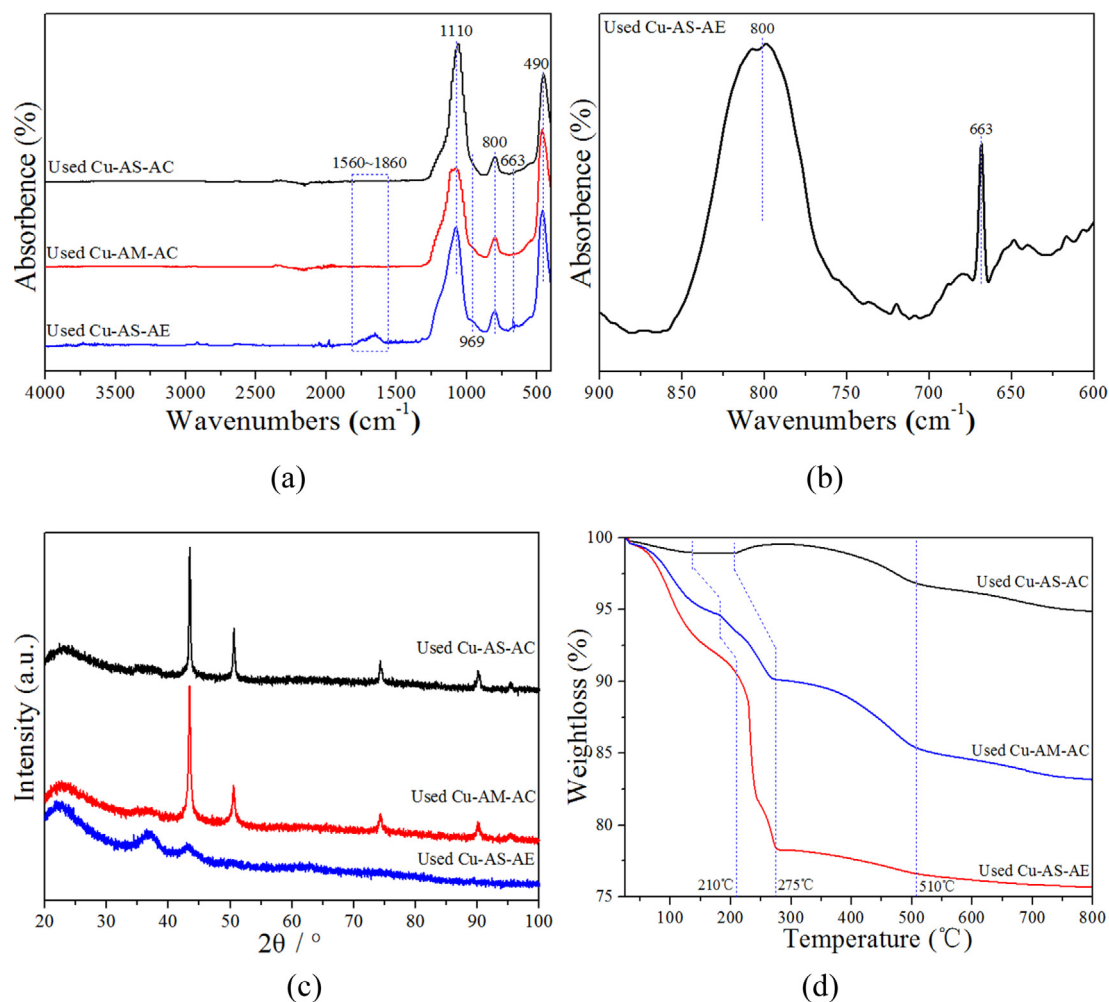 1110
490
Used Cu-AS-AC
800
663
1560~1860
Used Cu-AM-AC
Used Cu-AS-AE
969
Absorbence (%)
4000 3500 3000 2500 2000 1500 1000 500
Wavenumbers (cm-1)
(a)
Used Cu-AS-AE
800
663
Absorbence (%)
900 850 800 750 700 650 600
Wavenumbers (cm-1)
(b)
Used Cu-AS-AC
Used Cu-AM-AC
Used Cu-AS-AE
Intensity (a.u.)
20 30 40 50 60 70 80 90 100
2θ / °
(c)
100
95
90
85
80
75
Used Cu-AS-AC
Used Cu-AM-AC
Used Cu-AS-AE
210℃ 275℃ 510℃
Weightloss (%)
100 200 300 400 500 600 700 800
Temperature (℃)
(d)